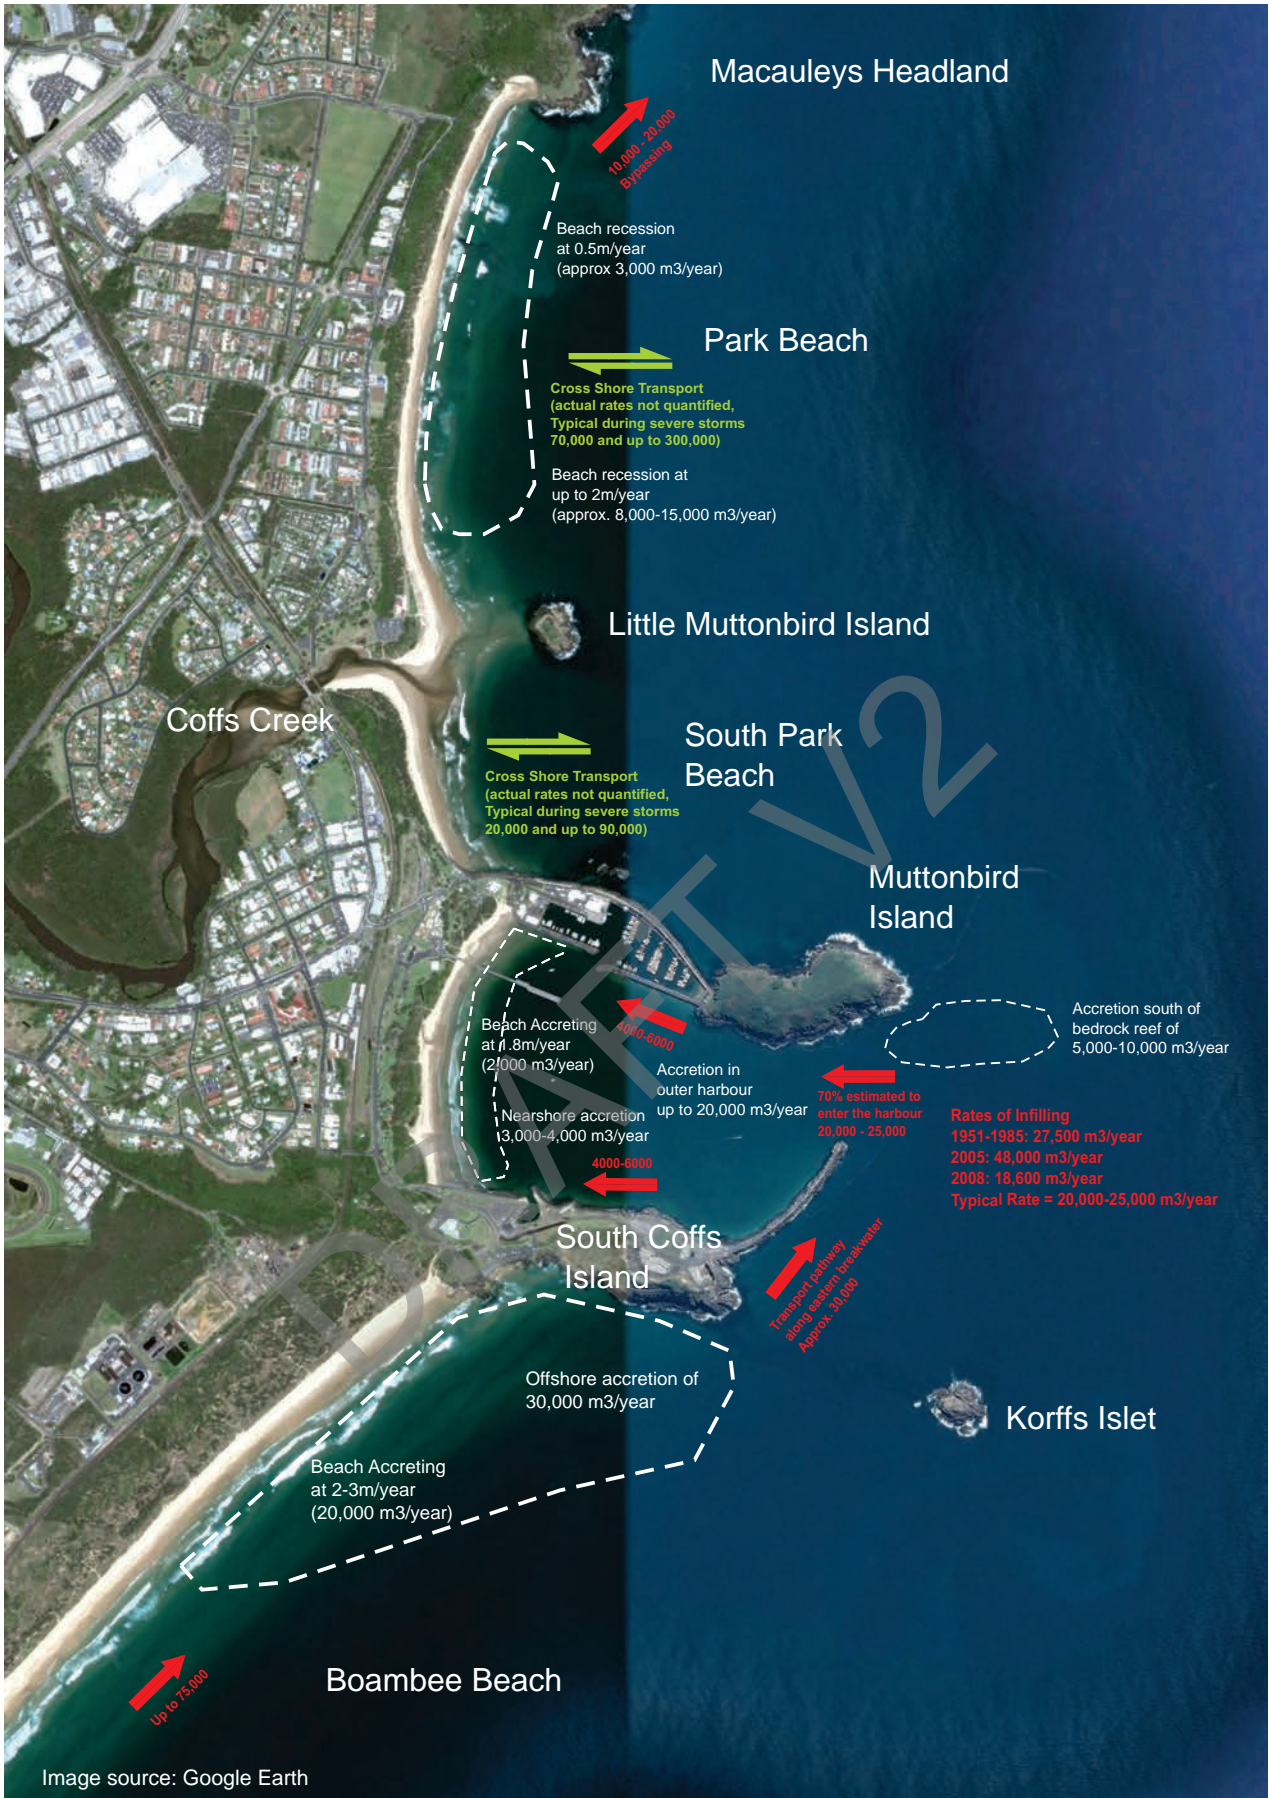 Macauleys Headland
10,000 - 20,000
Bypassing
Beach recession
at 0.5m/year
(approx 3,000 m3/year)
Park Beach
Cross Shore Transport
(actual rates not quantified,
Typical during severe storms
70,000 and up to 300,000)
Beach recession at
up to 2m/year
(approx. 8,000-15,000 m3/year)
Little Muttonbird Island
Coffs Creek
South Park
Beach
Cross Shore Transport
(actual rates not quantified,
Typical during severe storms
20,000 and up to 90,000)
Muttonbird
Island
Accretion south of
bedrock reef of
5,000-10,000 m3/year
Beach Accreting
at 1.8m/year
(2,000 m3/year)
4000-6000
Accretion in
outer harbour
up to 20,000 m3/year
70% estimated to
enter the harbour
20,000 - 25,000
Nearshore accretion
3,000-4,000 m3/year
Rates of Infilling
1951-1985: 27,500 m3/year
2005: 48,000 m3/year
2008: 18,600 m3/year
Typical Rate = 20,000-25,000 m3/year
4000-6000
South Coffs
Island
Transport pathway
along eastern breakwater
Approx. 30,000
Offshore accretion of
30,000 m3/year
Korffs Islet
Beach Accreting
at 2-3m/year
(20,000 m3/year)
Up to 75,000
Boambee Beach
Image source: Google Earth
DRAFT V2